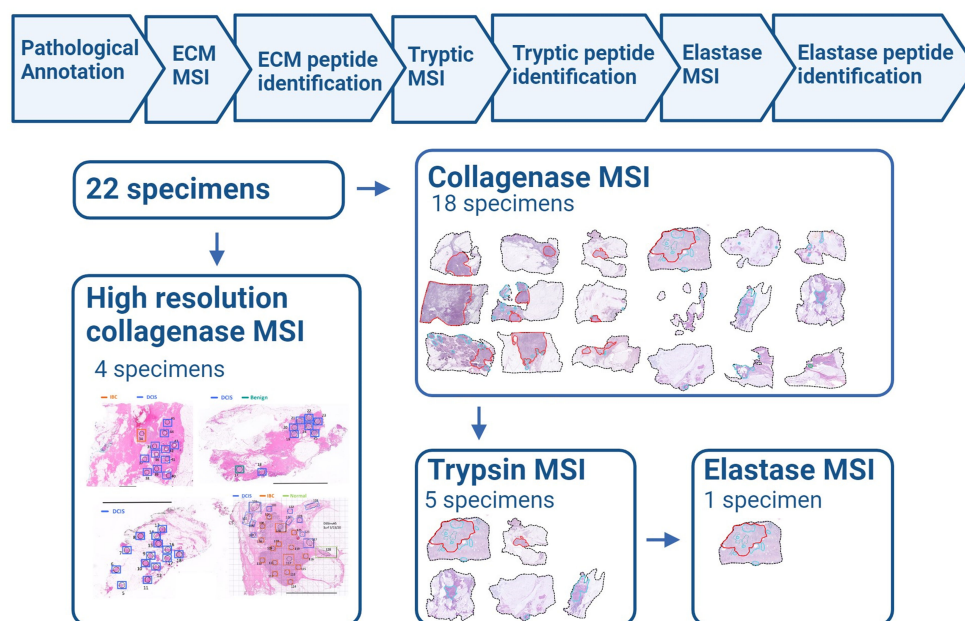 Pathological
Annotation
ECM
MSI
ECM peptide
identification
Tryptic
MSI
Tryptic peptide
identification
Elastase
MSI
Elastase peptide
identification
22 specimens
Collagenase MSI
18 specimens
High resolution
collagenase MSI
4 specimens
IBC DCIS
DCIS Benign
DCIS
DCIS IBC Normal
Trypsin MSI
5 specimens
Elastase MSI
1 specimen